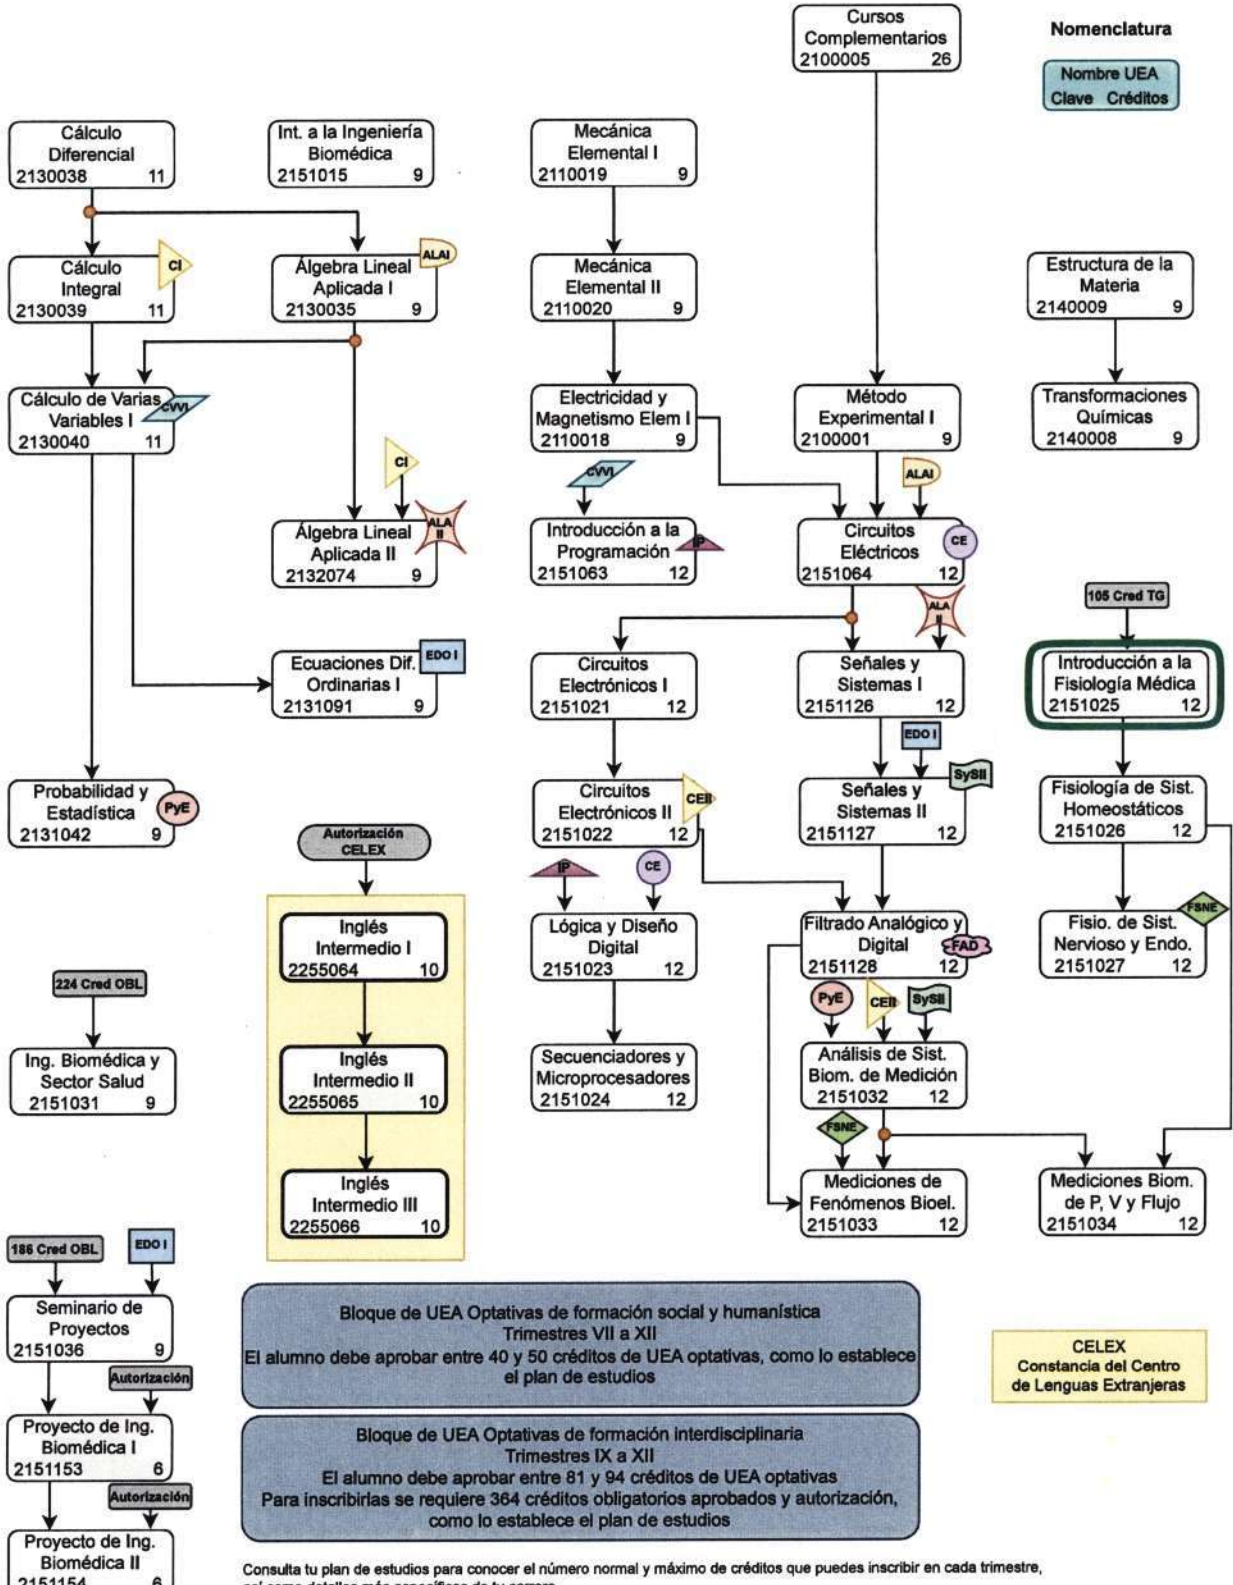 Cursos
Complementarios
2100005 26
Nomenclatura
Nombre UEA
Clave Créditos
Cálculo
Diferencial
2130038 11
Int. a la Ingeniería
Biomédica
2151015 9
Mecánica
Elemental I
2110019 9
Cálculo
Integral
2130039 11
CI
Álgebra Lineal
Aplicada I
2130035 9
ALAI
Mecánica
Elemental II
2110020 9
Estructura de la
Materia
2140009 9
Cálculo de Varias
Variables I
2130040 11
CVVI
Electricidad y
Magnetismo Elem I
2110018 9
Método
Experimental I
2100001 9
Transformaciones
Químicas
2140008 9
CI
CVVI
ALAI
Álgebra Lineal
Aplicada II
2132074 9
ALA
II
Introducción a la
Programación
2151063 12
IP
Circuitos
Eléctricos
2151064 12
CE
ALA
II
105 Cred TG
Ecuaciones Dif.
Ordinarias I
2131091 9
EDO I
Circuitos
Electrónicos I
2151021 12
Señales y
Sistemas I
2151126 12
Introducción a la
Fisiología Médica
2151025 12
EDO I
Probabilidad y
Estadística
2131042 9
PyE
Circuitos
Electrónicos II
2151022 12
CEII
Señales y
Sistemas II
2151127 12
SySII
Fisiología de Sist.
Homeostáticos
2151026 12
Autorización
CELEX
IP
CE
Inglés
Intermedio I
2255064 10
Lógica y Diseño
Digital
2151023 12
Filtrado Analógico y
Digital
2151128 12
FAD
Fisio. de Sist.
Nervioso y Endo.
2151027 12
FSNE
224 Cred OBL
PyE
CEII
SySII
Ing. Biomédica y
Sector Salud
2151031 9
Inglés
Intermedio II
2255065 10
Secuenciadores y
Microprocesadores
2151024 12
Análisis de Sist.
Biom. de Medición
2151032 12
FSNE
Inglés
Intermedio III
2255066 10
Mediciones de
Fenómenos Bioel.
2151033 12
Mediciones Biom.
de P, V y Flujo
2151034 12
186 Cred OBL
EDO I
Seminario de
Proyectos
2151036 9
Autorización
Proyecto de Ing.
Biomédica I
2151153 6
Autorización
Proyecto de Ing.
Biomédica II
2151154 6
Bloque de UEA Optativas de formación social y humanística
Trimestres VII a XII
El alumno debe aprobar entre 40 y 50 créditos de UEA optativas, como lo establece
el plan de estudios
CELEX
Constancia del Centro
de Lenguas Extranjeras
Bloque de UEA Optativas de formación interdisciplinaria
Trimestres IX a XII
El alumno debe aprobar entre 81 y 94 créditos de UEA optativas
Para inscribirlas se requiere 364 créditos obligatorios aprobados y autorización,
como lo establece el plan de estudios
Consulta tu plan de estudios para conocer el número normal y máximo de créditos que puedes inscribir en cada trimestre,